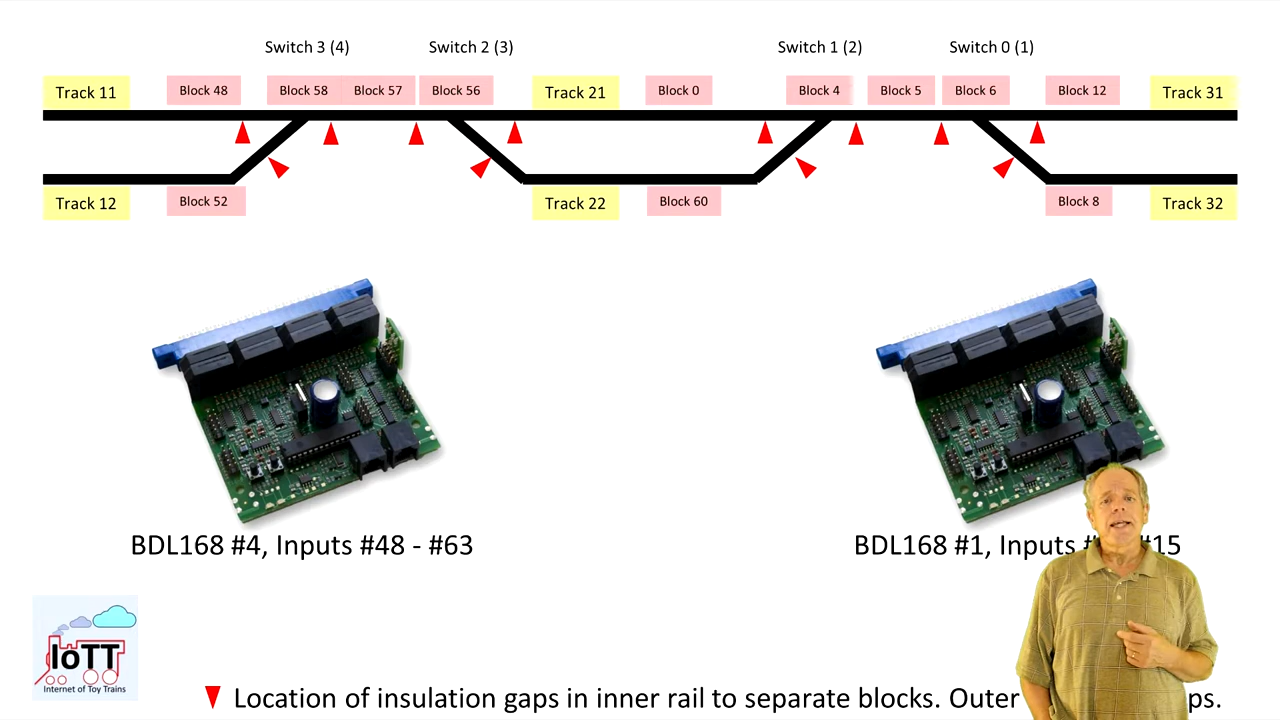 Switch 3 (4)
Switch 2 (3)
Switch 1 (2)
Switch 0 (1)
Track 11
Block 48
Block 58
Block 57
Block 56
Track 21
Block 0
Block 4
Block 5
Block 6
Block 12
Track 31
Track 12
Block 52
Track 22
Block 60
Block 8
Track 32
BDL168 #4, Inputs #48 - #63
BDL168 #1, Inputs #15
IoTT
Internet of Toy Trains
Location of insulation gaps in inner rail to separate blocks. Outer